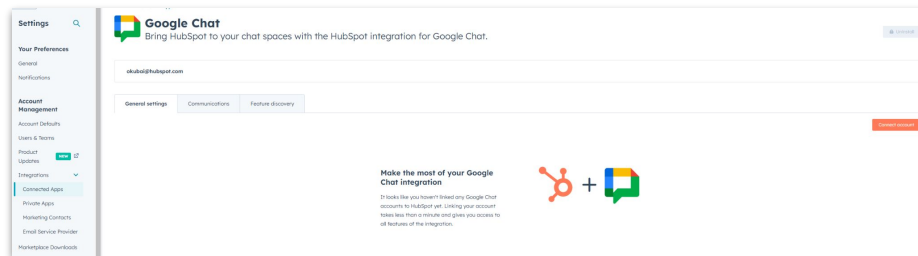 Settings
Your Preferences
General
Notifications
Account
Management
Account Defaults
Users & Teams
Product
Updates
NEW
Integrations
Connected Apps
Private Apps
Marketing Contacts
Email Service Provider
Marketplace Downloads
Google Chat
Bring HubSpot to your chat spaces with the HubSpot integration for Google Chat.
okubai@hubspot.com
General settings
Communications
Feature discovery
Connect account
Make the most of your Google
Chat integration
It looks like you haven't linked any Google Chat
accounts to HubSpot yet. Linking your account
takes less than a minute and gives you access to
all features of the integration.
+